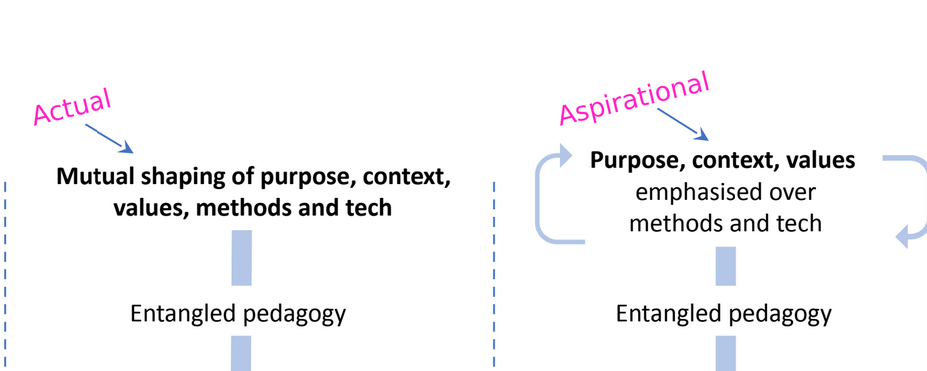 Actual
Mutual shaping of purpose, context,
values, methods and tech
Entangled pedagogy
Aspirational
Purpose, context, values
emphasised over
methods and tech
Entangled pedagogy